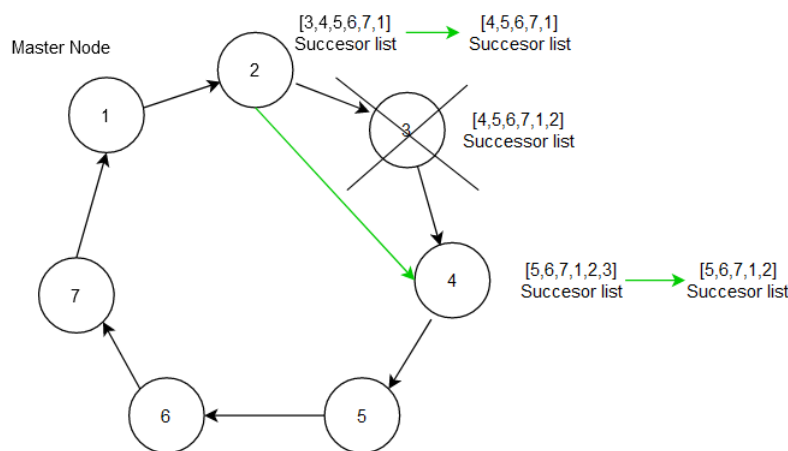 [3,4,5,6,7,1]
Succesor list
[4,5,6,7,1]
Succesor list
Master Node
2
1
3
[4,5,6,7,1,2]
Successor list
4
[5,6,7,1,2,3]
Succesor list
[5,6,7,1,2]
Succesor list
7
6
5